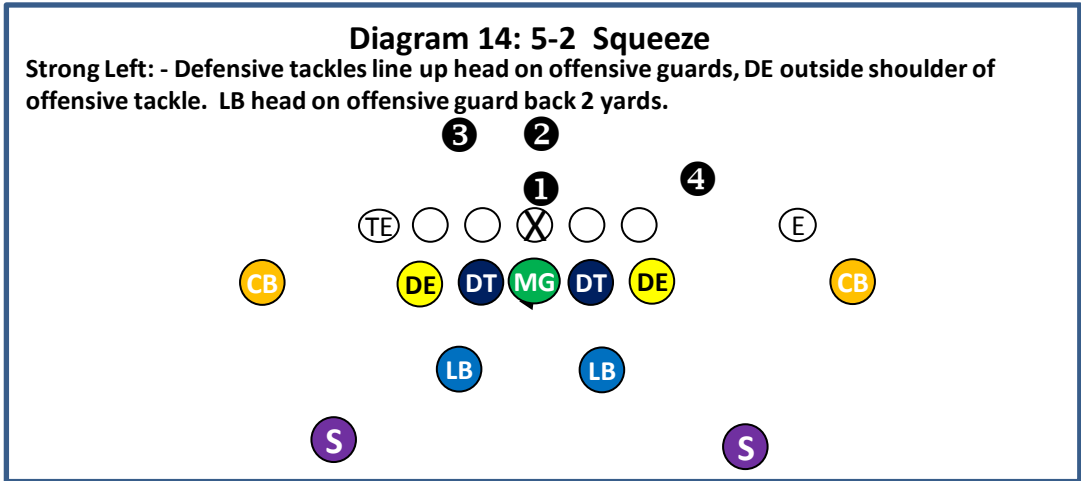 Diagram 14: 5-2 Squeeze
Strong Left: - Defensive tackles line up head on offensive guards, DE outside shoulder of
offensive tackle. LB head on offensive guard back 2 yards.
❸ ❷
❶ ❹
TE X E
CB DE DT MG DT DE CB
LB LB
S S